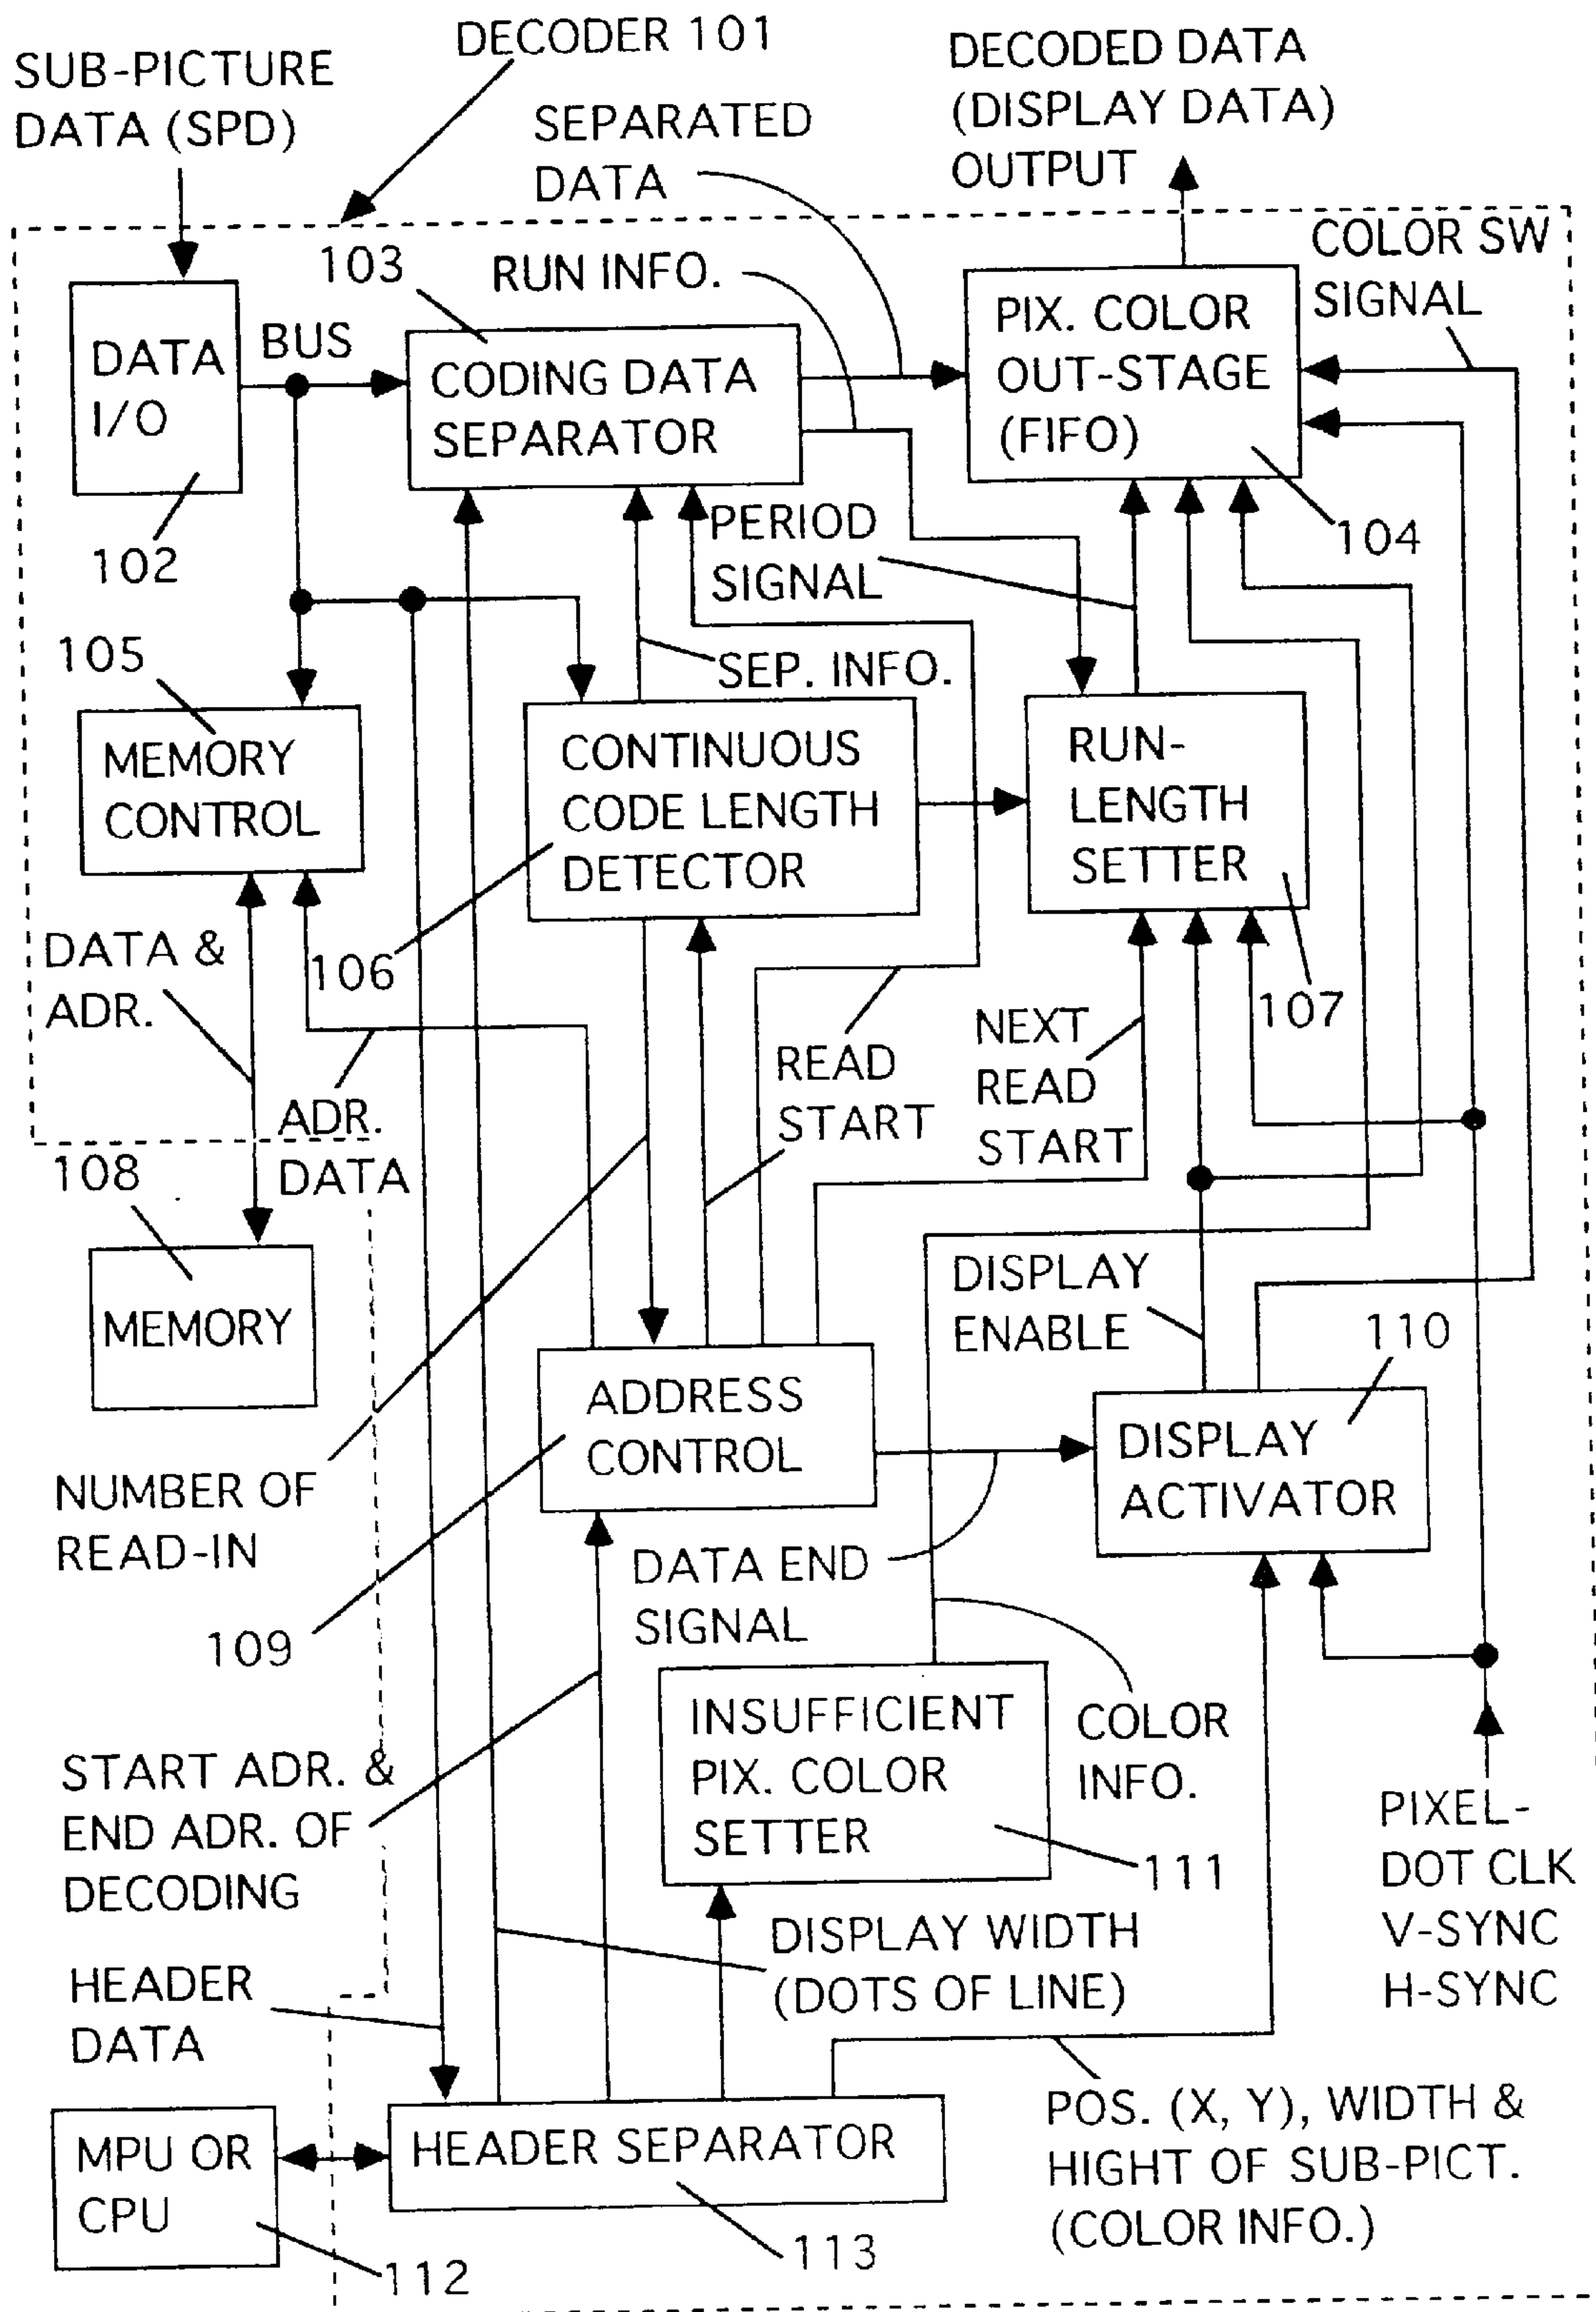 DECODER 101
SUB-PICTURE
DATA (SPD)
SEPARATED
DATA
DECODED DATA
(DISPLAY DATA)
OUTPUT
COLOR SW
SIGNAL
103
RUN INFO.
DATA
I/O
BUS
CODING DATA
SEPARATOR
PIX. COLOR
OUT-STAGE
(FIFO)
102
PERIOD
SIGNAL
104
105
SEP. INFO.
MEMORY
CONTROL
CONTINUOUS
CODE LENGTH
DETECTOR
RUN-
LENGTH
SETTER
DATA &
ADR.
106
107
READ
START
NEXT
READ
START
ADR.
DATA
108
MEMORY
DISPLAY
ENABLE
110
ADDRESS
CONTROL
DISPLAY
ACTIVATOR
NUMBER OF
READ-IN
109
DATA END
SIGNAL
INSUFFICIENT
PIX. COLOR
SETTER
COLOR
INFO.
111
START ADR. &
END ADR. OF
DECODING
PIXEL-
DOT CLK
V-SYNC
H-SYNC
DISPLAY WIDTH
(DOTS OF LINE)
HEADER
DATA
MPU OR
CPU
HEADER SEPARATOR
POS. (X, Y), WIDTH &
HIGHT OF SUB-PICT.
(COLOR INFO.)
112
113